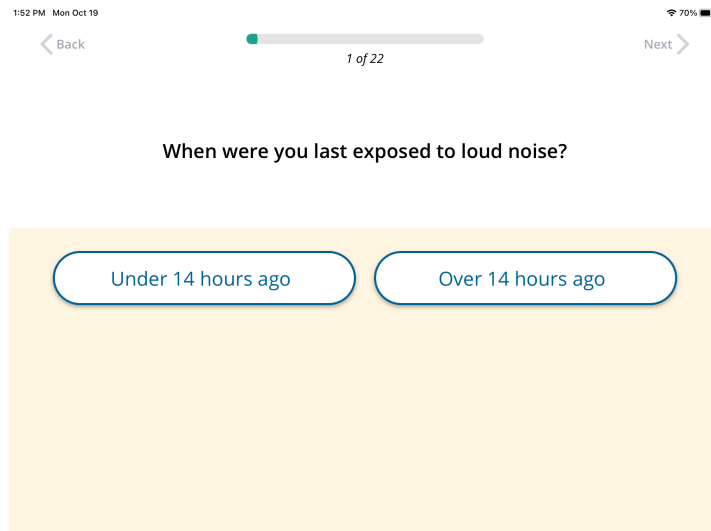 1:52 PM Mon Oct 19 70%
Back Next
1 of 22
When were you last exposed to loud noise?
Under 14 hours ago Over 14 hours ago